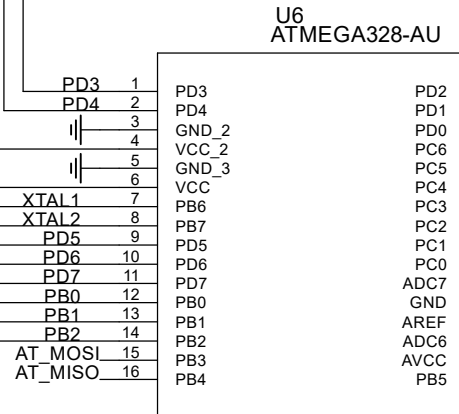 U6
ATMEGA328-AU
PD3 1 PD3 PD2
PD4 2 PD4 PD1
3 GND_2 PD0
4 VCC_2 PC6
5 GND_3 PC5
6 VCC PC4
XTAL1 7 PB6 PC3
XTAL2 8 PB7 PC2
PD5 9 PD5 PC1
PD6 10 PD6 PC0
PD7 11 PD7 ADC7
PB0 12 PB0 GND
PB1 13 PB1 AREF
PB2 14 PB2 ADC6
AT_MOSI 15 PB3 AVCC
AT_MISO 16 PB4 PB5